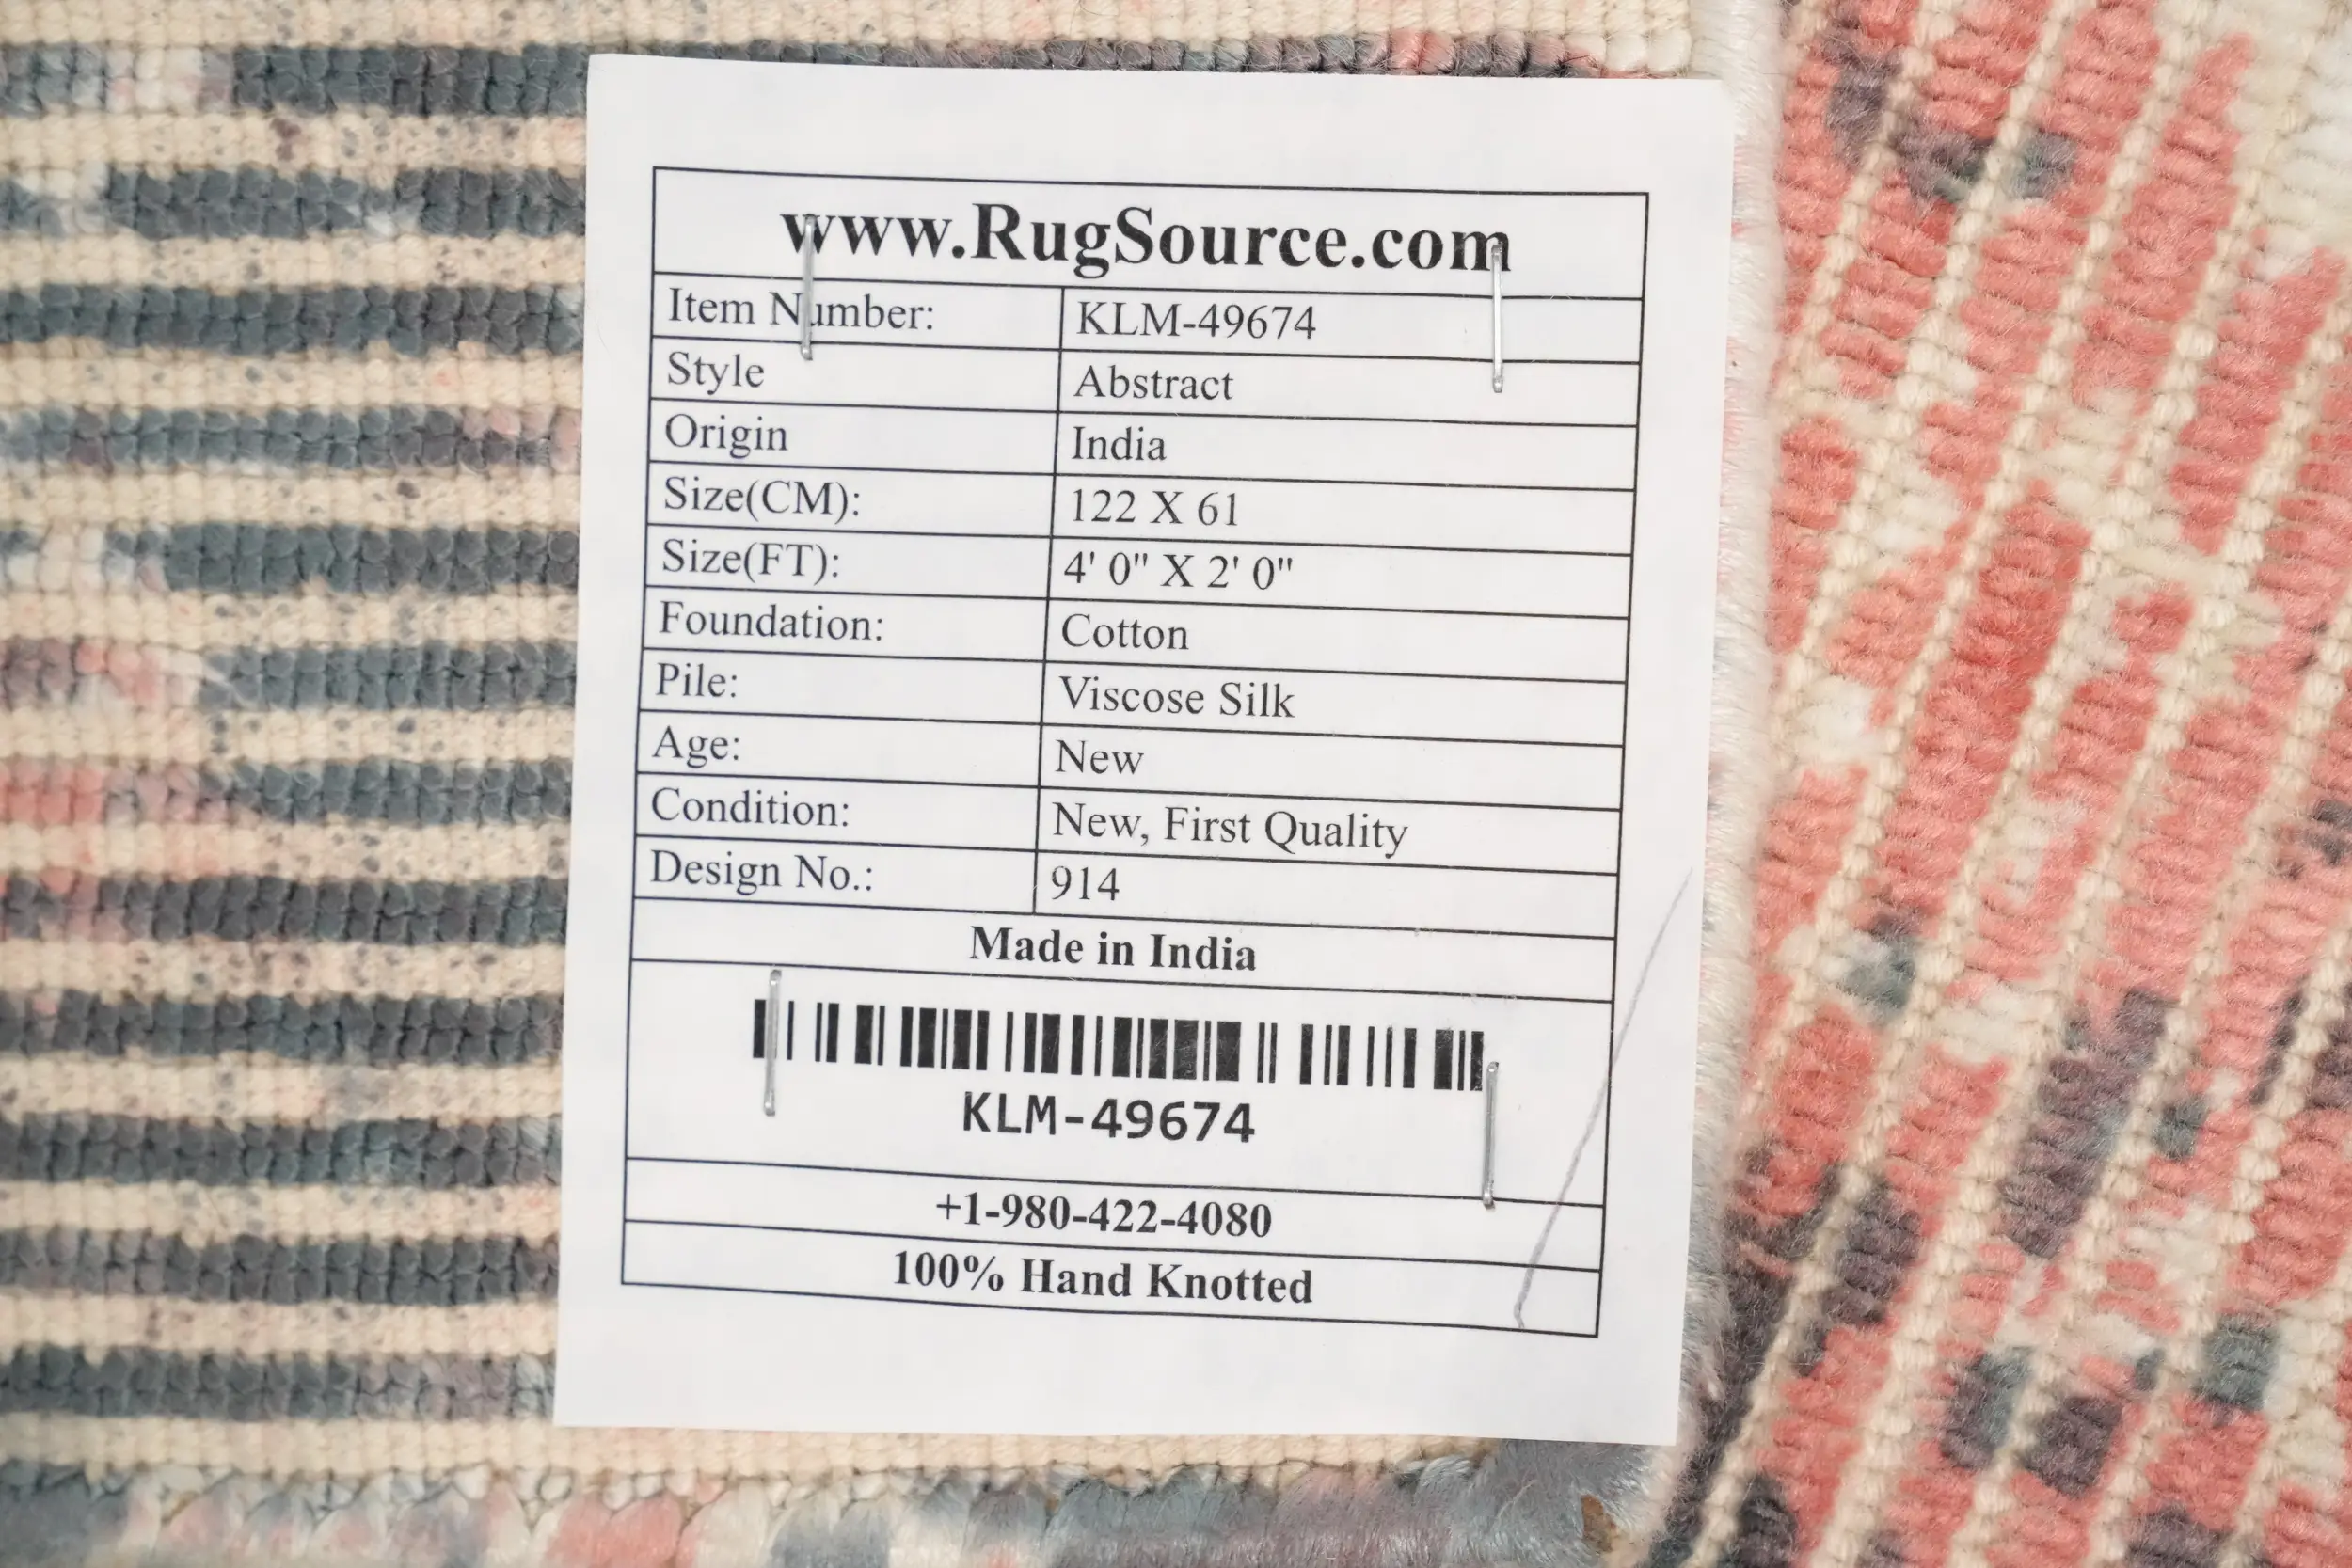 www.RugSource.com
Item Number: KLM-49674
Style Abstract
Origin India
Size(CM): 122 X 61
Size(FT): 4' 0" X 2' 0"
Foundation: Cotton
Pile: Viscose Silk
Age: New
Condition: New, First Quality
Design No.: 914
Made in India
KLM-49674
+1-980-422-4080
100% Hand Knotted